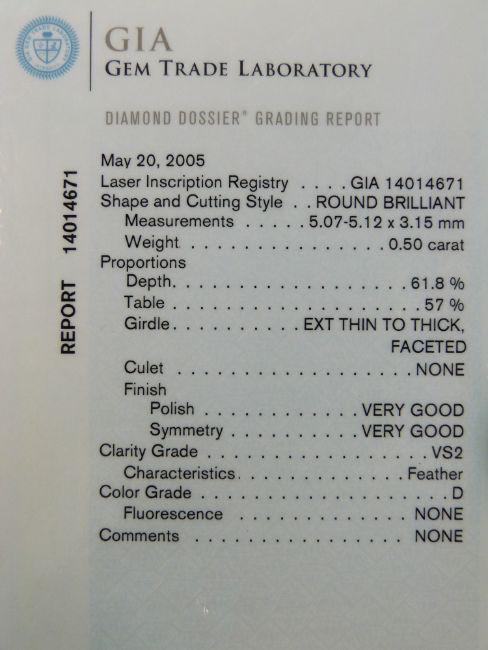 GIA
GEM TRADE LABORATORY
DIAMOND DOSSIER® GRADING REPORT
REPORT 14014671
May 20, 2005
Laser Inscription Registry . . . . GIA 14014671
Shape and Cutting Style . . ROUND BRILLIANT
Measurements . . . . . 5.07-5.12 x 3.15 mm
Weight . . . . . . . . . . . . . . . . 0.50 carat
Proportions
Depth. . . . . . . . . . . . . . . . . . . 61.8 %
Table . . . . . . . . . . . . . . . . . . . . 57 %
Girdle . . . . . . . . . . . EXT THIN TO THICK,
FACETED
Culet . . . . . . . . . . . . . . . . . . . NONE
Finish
Polish . . . . . . . . . . . . VERY GOOD
Symmetry . . . . . . . . . . VERY GOOD
Clarity Grade . . . . . . . . . . . . . . . . . . VS2
Characteristics . . . . . . . . . . . . . Feather
Color Grade . . . . . . . . . . . . . . . . . . . . D
Fluorescence . . . . . . . . . . . . . NONE
Comments . . . . . . . . . . . . . . . . . NONE